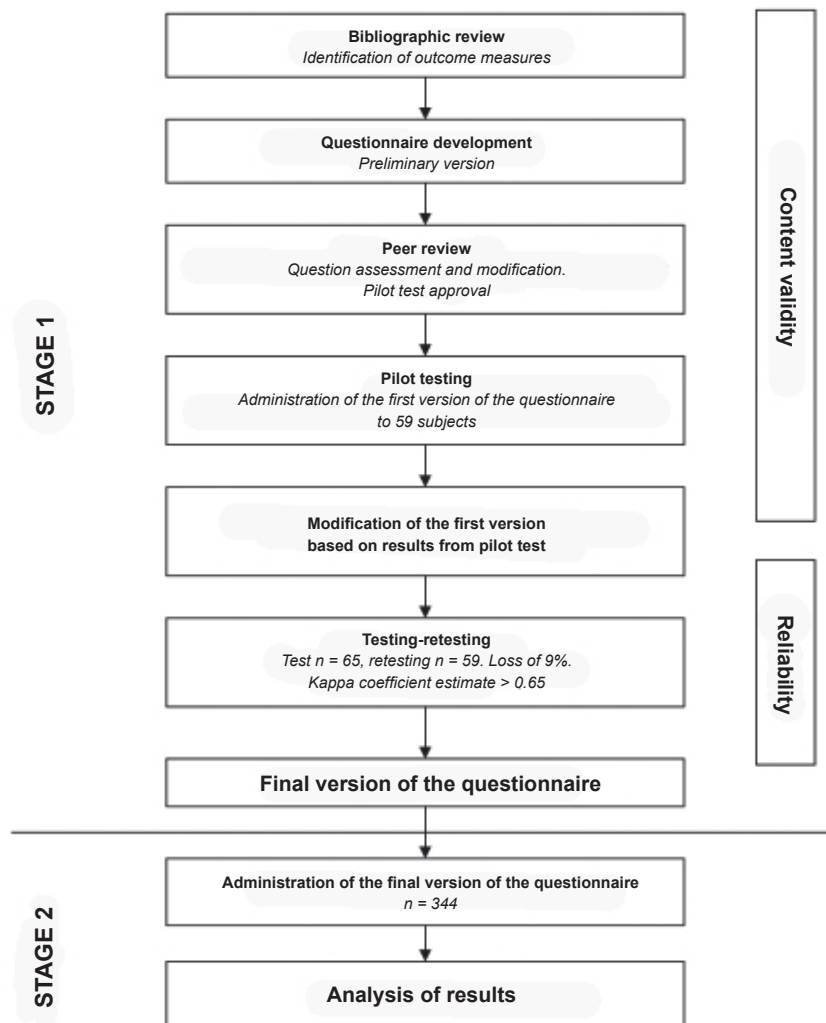 Bibliographic review
Identification of outcome measures
Questionnaire development
Preliminary version
Peer review
Question assessment and modification.
Pilot test approval
Pilot testing
Administration of the first version of the questionnaire
to 59 subjects
Modification of the first version
based on results from pilot test
Testing-retesting
Test n = 65, retesting n = 59. Loss of 9%.
Kappa coefficient estimate > 0.65
Final version of the questionnaire
STAGE 1
Content validity
Reliability
Administration of the final version of the questionnaire
n = 344
Analysis of results
STAGE 2